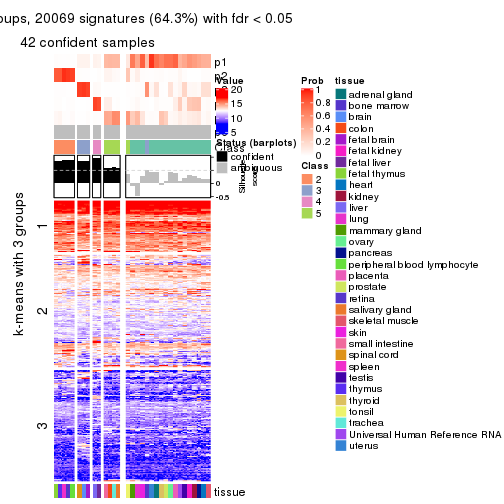 oups, 20069 signatures (64.3%) with fdr < 0.05
42 confident samples
p1
p2
Class
Value
20
15
10
5
Status (barplots)
confident
ambiguous
-0.5
Prob
1
0.8
0.6
0.4
0.2
0
Class
2
3
4
5
tissue
adrenal gland
bone marrow
brain
colon
fetal brain
fetal kidney
fetal liver
fetal thymus
heart
kidney
liver
lung
mammary gland
ovary
pancreas
peripheral blood lymphocyte
placenta
prostate
retina
salivary gland
skeletal muscle
skin
small intestine
spinal cord
spleen
testis
thymus
thyroid
tonsil
trachea
Universal Human Reference RNA
uterus
k-means with 3 groups
1
2
3
tissue